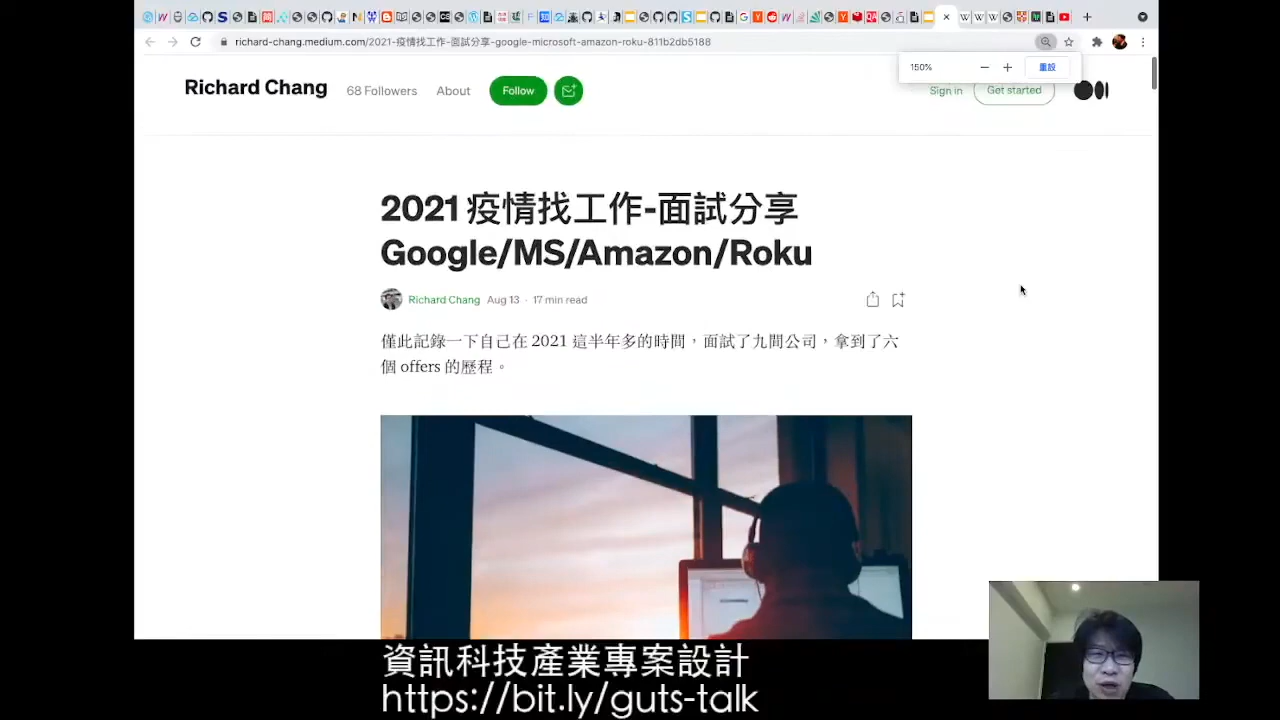 richard-chang.medium.com/2021-疫情找工作-面試分享-google-microsoft-amazon-roku-811b2db5188
150%
重設
Richard Chang
68 Followers
About
Follow
Sign in
Get started
2021 疫情找工作-面試分享
Google/MS/Amazon/Roku
Richard Chang Aug 13 · 17 min read
僅此記錄一下自己在 2021 這半年多的時間，面試了九間公司，拿到了六
個 offers 的歷程。
資訊科技產業專案設計
https://bit.ly/guts-talk